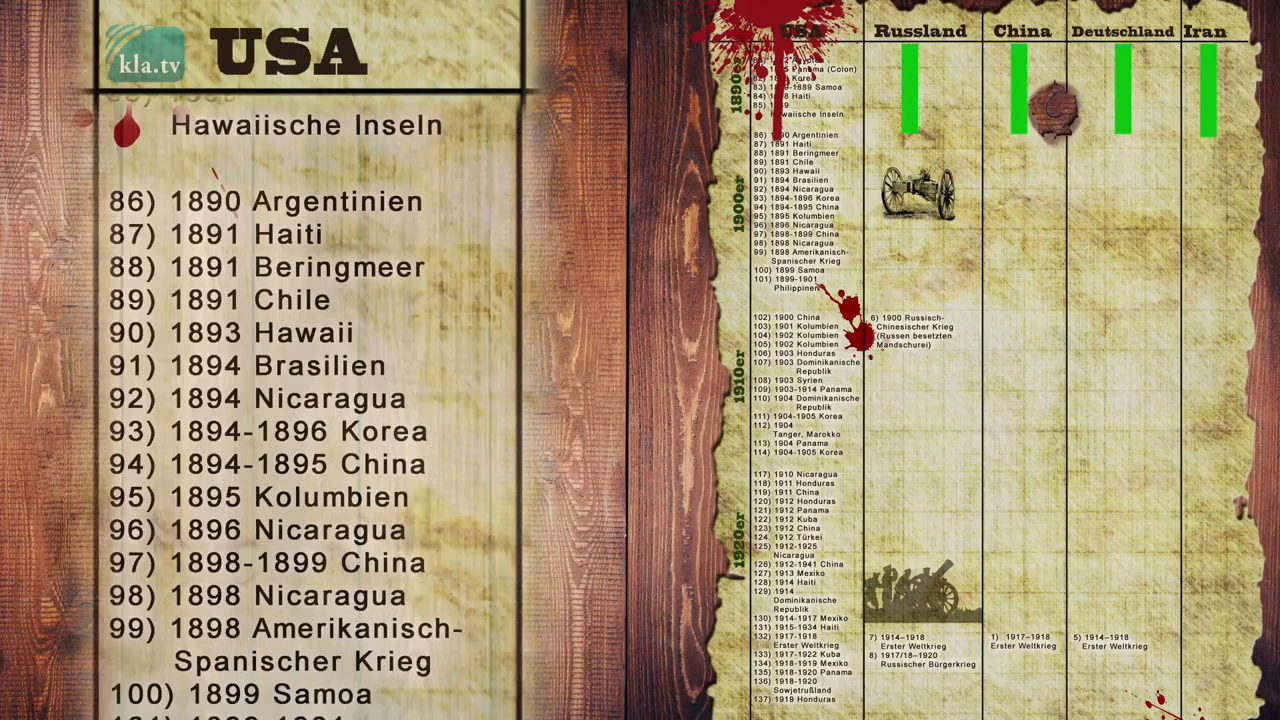 kla.tv
USA
Hawaiische Inseln
86) 1890 Argentinien
87) 1891 Haiti
88) 1891 Beringmeer
89) 1891 Chile
90) 1893 Hawaii
91) 1894 Brasilien
92) 1894 Nicaragua
93) 1894-1896 Korea
94) 1894-1895 China
95) 1895 Kolumbien
96) 1896 Nicaragua
97) 1898-1899 China
98) 1898 Nicaragua
99) 1898 Amerikanisch-
Spanischer Krieg
100) 1899 Samoa
USA
Russland
China
Deutschland
Iran
1890er
Panama (Colon)
Korea
83) 1889 Samoa
84) Haiti
85)
Hawaiische Inseln
86) 1890 Argentinien
87) 1891 Haiti
88) 1891 Beringmeer
89) 1891 Chile
90) 1893 Hawaii
91) 1894 Brasilien
92) 1894 Nicaragua
93) 1894-1896 Korea
94) 1894-1895 China
95) 1895 Kolumbien
96) 1896 Nicaragua
97) 1898-1899 China
98) 1898 Nicaragua
99) 1898 Amerikanisch-
Spanischer Krieg
100) 1899 Samoa
101) 1899-1901
Philippinen
1900er
102) 1900 China
103) 1901 Kolumbien
104) 1902 Kolumbien
105) 1902 Kolumbien
106) 1903 Honduras
107) 1903 Dominikanische
Republik
108) 1903 Syrien
109) 1903-1914 Panama
110) 1904 Dominikanische
Republik
111) 1904-1905 Korea
112) 1904
Tanger, Marokko
113) 1904 Panama
114) 1904-1905 Korea
6) 1900 Russisch-
Chinesischer Krieg
(Russen besetzten
Mandschurei)
1910er
117) 1910 Nicaragua
118) 1911 Honduras
119) 1911 China
120) 1912 Honduras
121) 1912 Panama
122) 1912 Kuba
123) 1912 China
124. 1912 Türkei
125) 1912-1925
Nicaragua
126) 1912-1941 China
127) 1913 Mexiko
128) 1914 Haiti
129) 1914
Dominikanische
Republik
130) 1914-1917 Mexiko
131) 1915-1934 Haiti
132) 1917-1918
Erster Weltkrieg
133) 1917-1922 Kuba
134) 1918-1919 Mexiko
135) 1918-1920 Panama
136) 1918-1920
Sowjetrußland
137) 1919 Honduras
1920er
7) 1914–1918
Erster Weltkrieg
8) 1917/18–1920
Russischer Bürgerkrieg
1) 1917–1918
Erster Weltkrieg
5) 1914–1918
Erster Weltkrieg